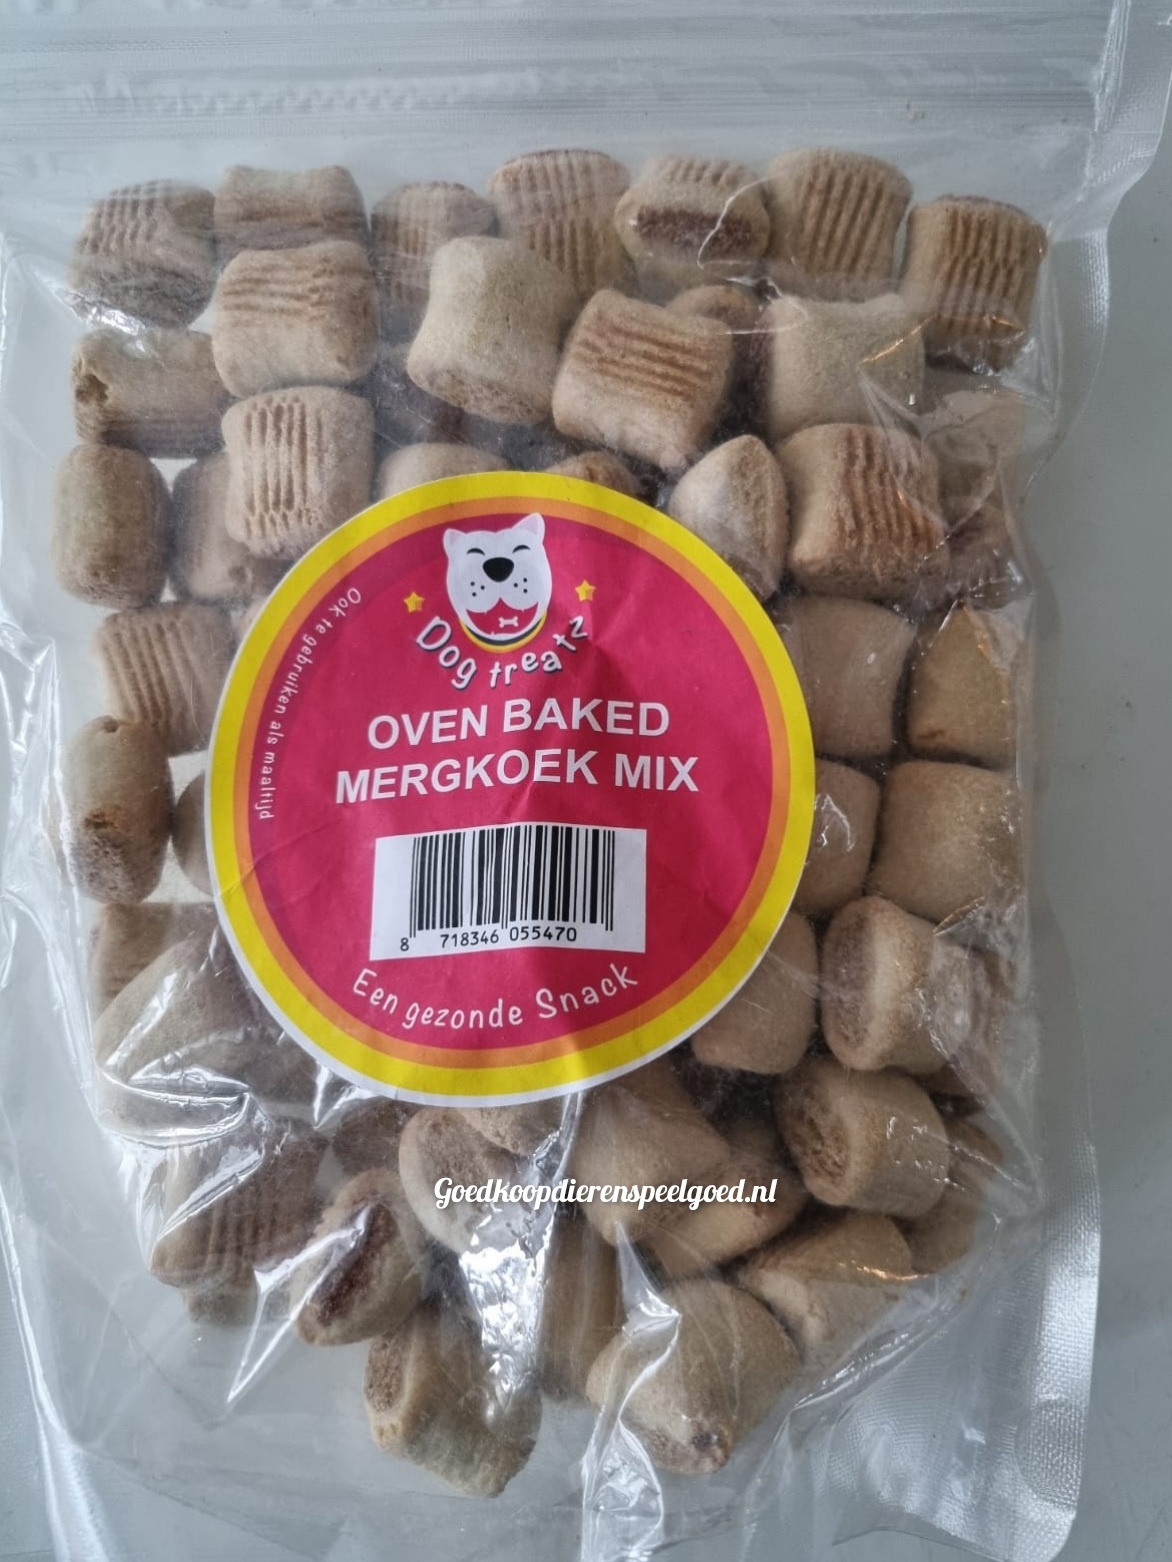 Dog treatz
OVEN BAKED
MERGKOEK MIX
Ook te gebruiken als maaltijd
8 718346 055470
Een gezonde Snack
Goedkoopdierenspeelgoed.nl